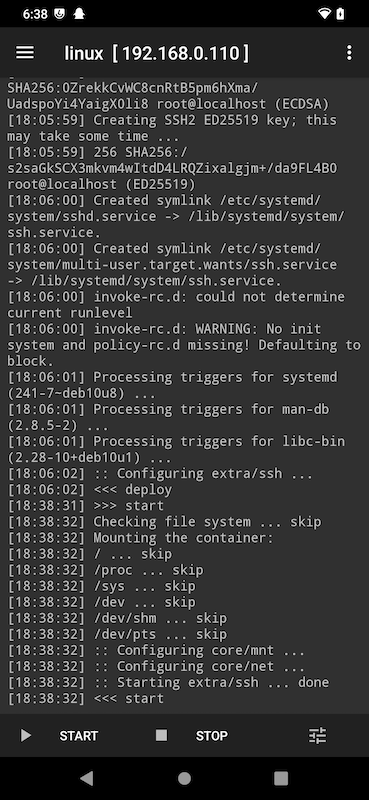 6:38
linux [ 192.168.0.110 ]
SHA256:0ZrekkCvWC8cnRtB5pm6hXma/
UadspoYi4YaigXOli8 root@localhost (ECDSA)
[18:05:59] Creating SSH2 ED25519 key; this
may take some time ...
[18:05:59] 256 SHA256:/
s2saGkSCX3mkvm4wItdD4LRQZixalgjm+/da9FL4B0
root@localhost (ED25519)
[18:06:00] Created symlink /etc/systemd/
system/sshd.service -> /lib/systemd/system/
ssh.service.
[18:06:00] Created symlink /etc/systemd/
system/multi-user.target.wants/ssh.service
-> /lib/systemd/system/ssh.service.
[18:06:00] invoke-rc.d: could not determine
current runlevel
[18:06:00] invoke-rc.d: WARNING: No init
system and policy-rc.d missing! Defaulting to
block.
[18:06:01] Processing triggers for systemd
(241-7~deb10u8) ...
[18:06:01] Processing triggers for man-db
(2.8.5-2) ...
[18:06:01] Processing triggers for libc-bin
(2.28-10+deb10u1) ...
[18:06:02] :: Configuring extra/ssh ...
[18:06:02] <<< deploy
[18:38:31] >>> start
[18:38:32] Checking file system ... skip
[18:38:32] Mounting the container:
[18:38:32] / ... skip
[18:38:32] /proc ... skip
[18:38:32] /sys ... skip
[18:38:32] /dev ... skip
[18:38:32] /dev/shm ... skip
[18:38:32] /dev/pts ... skip
[18:38:32] :: Configuring core/mnt ...
[18:38:32] :: Configuring core/net ...
[18:38:32] :: Starting extra/ssh ... done
[18:38:32] <<< start
START STOP